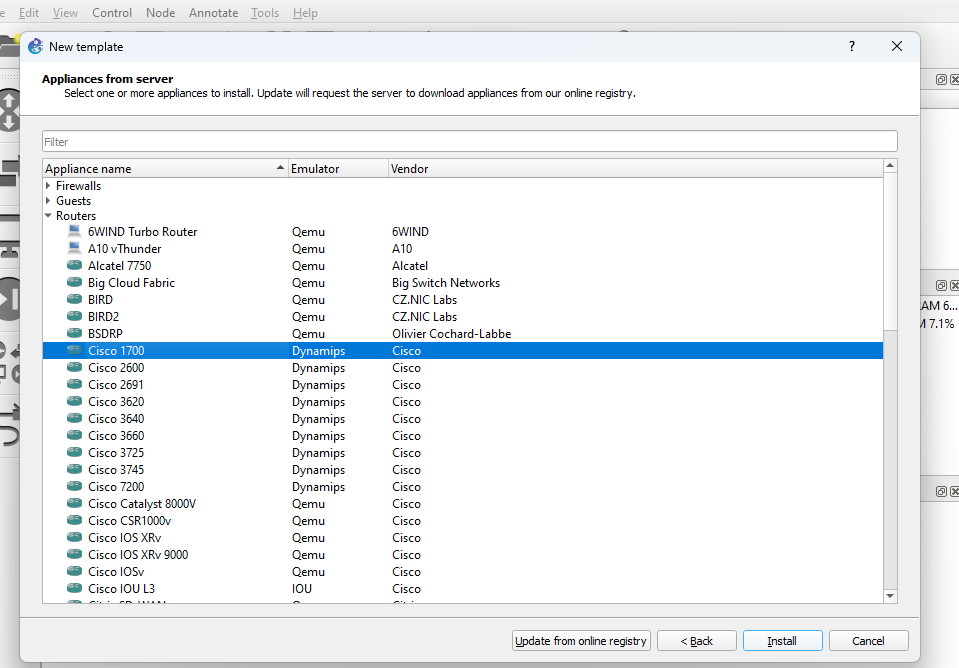 e Edit View Control Node Annotate Tools Help
New template ?
Appliances from server
Select one or more appliances to install. Update will request the server to download appliances from our online registry.
Filter
Appliance name Emulator Vendor
Firewalls
Guests
Routers
6WIND Turbo Router Qemu 6WIND
A10 vThunder Qemu A10
Alcatel 7750 Qemu Alcatel
Big Cloud Fabric Qemu Big Switch Networks
BIRD Qemu CZ.NIC Labs
AM 6...
BIRD2 Qemu CZ.NIC Labs
M 7.1%
BSDRP Qemu Olivier Cochard-Labbe
Cisco 1700 Dynamips Cisco
Cisco 2600 Dynamips Cisco
Cisco 2691 Dynamips Cisco
Cisco 3620 Dynamips Cisco
Cisco 3640 Dynamips Cisco
Cisco 3660 Dynamips Cisco
Cisco 3725 Dynamips Cisco
Cisco 3745 Dynamips Cisco
Cisco 7200 Dynamips Cisco
Cisco Catalyst 8000V Qemu Cisco
Cisco CSR1000v Qemu Cisco
Cisco IOS XRv Qemu Cisco
Cisco IOS XRv 9000 Qemu Cisco
Cisco IOSv Qemu Cisco
Cisco IOU L3 IOU Cisco
Update from online registry < Back Install Cancel